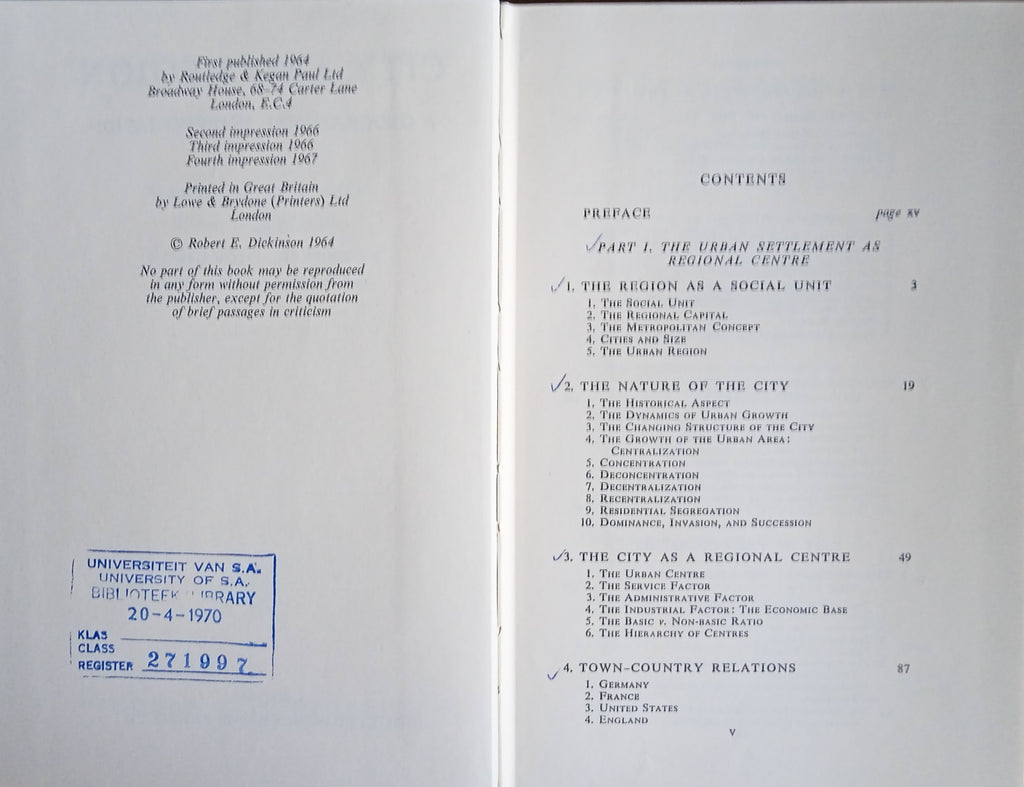 First published 1964
by Routledge & Kegan Paul Ltd
Broadway House, 68-74 Carter Lane
London, E.C.4
Second impression 1966
Third impression 1966
Fourth impression 1967
Printed in Great Britain
by Lowe & Brydone (Printers) Ltd
London
© Robert E. Dickinson 1964
No part of this book may be reproduced
in any form without permission from
the publisher, except for the quotation
of brief passages in criticism
UNIVERSITEIT VAN S.A.
UNIVERSITY OF S.A.
BIBLIOTEEK LIBRARY
20-4-1970
KLAS
CLASS
REGISTER 271997
CONTENTS
PREFACE page xv
PART I. THE URBAN SETTLEMENT AS
REGIONAL CENTRE
1. THE REGION AS A SOCIAL UNIT 3
1. The Social Unit
2. The Regional Capital
3. The Metropolitan Concept
4. Cities and Size
5. The Urban Region
2. THE NATURE OF THE CITY 19
1. The Historical Aspect
2. The Dynamics of Urban Growth
3. The Changing Structure of the City
4. The Growth of the Urban Area:
Centralization
5. Concentration
6. Deconcentration
7. Decentralization
8. Recentralization
9. Residential Segregation
10. Dominance, Invasion, and Succession
3. THE CITY AS A REGIONAL CENTRE 49
1. The Urban Centre
2. The Service Factor
3. The Administrative Factor
4. The Industrial Factor: The Economic Base
5. The Basic v. Non-basic Ratio
6. The Hierarchy of Centres
4. TOWN-COUNTRY RELATIONS 87
1. Germany
2. France
3. United States
4. England
v